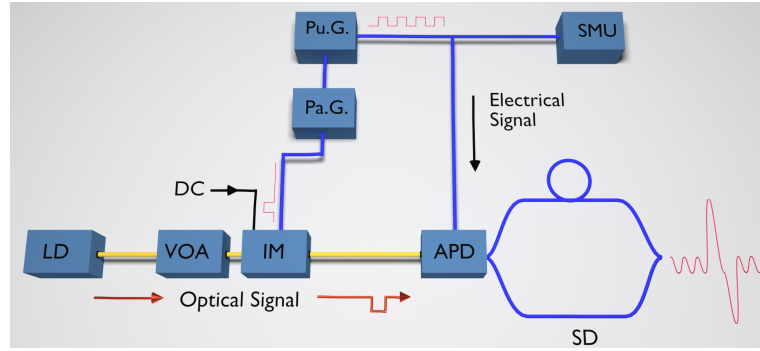 Pu.G.
SMU
Pa.G.
Electrical
Signal
DC
LD
VOA
IM
APD
Optical Signal
SD